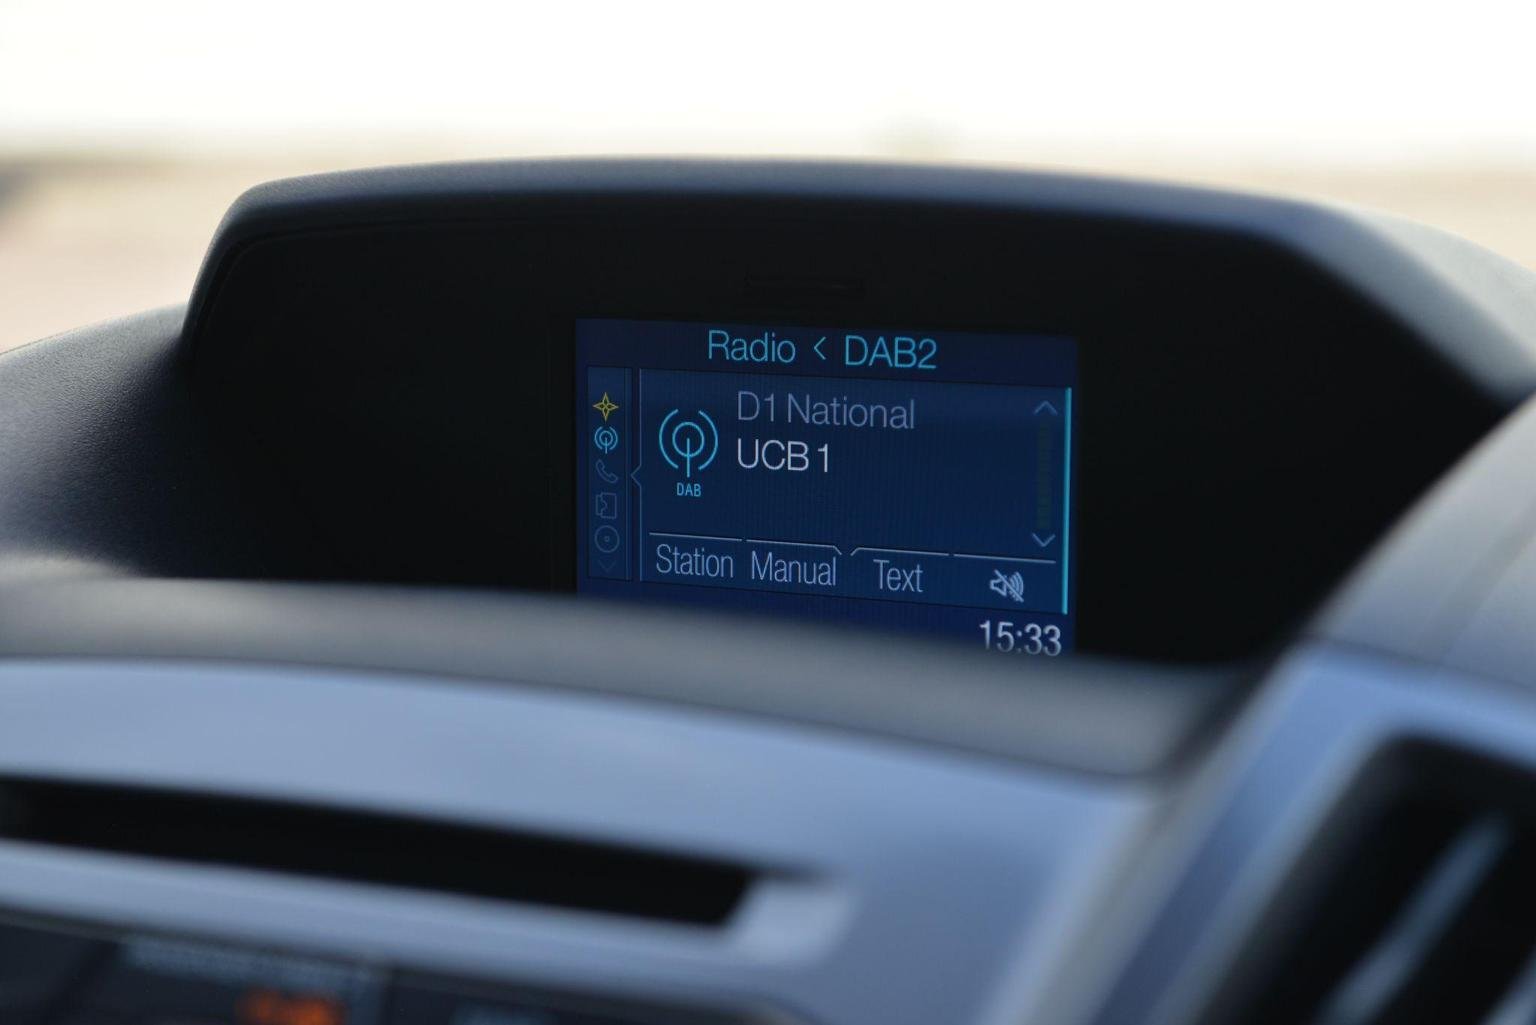 Radio < DAB2
D1 National
UCB 1
DAB
Station Manual Text
15:33